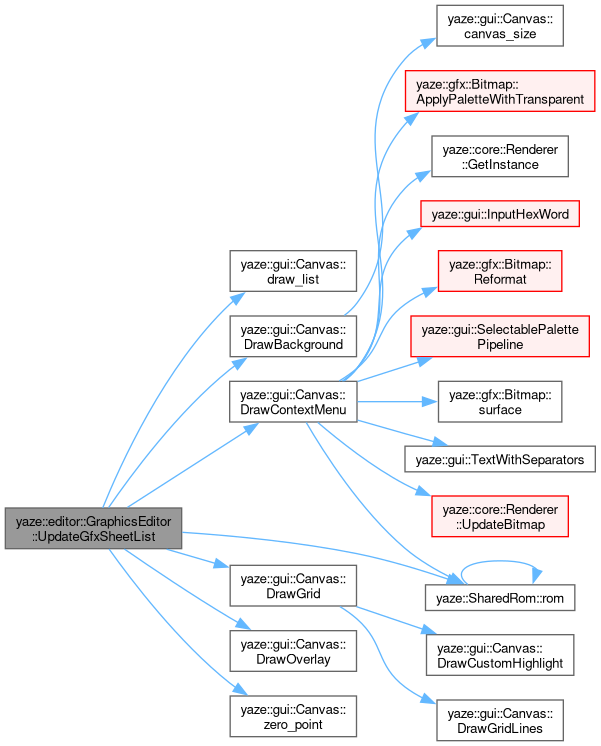 yaze::gui::Canvas::
canvas_size
yaze::gfx::Bitmap::
ApplyPaletteWithTransparent
yaze::core::Renderer
::GetInstance
yaze::gui::InputHexWord
yaze::gui::Canvas::
draw_list
yaze::gfx::Bitmap::
Reformat
yaze::gui::Canvas::
DrawBackground
yaze::gui::SelectablePalette
Pipeline
yaze::gui::Canvas::
DrawContextMenu
yaze::gfx::Bitmap::
surface
yaze::gui::TextWithSeparators
yaze::editor::GraphicsEditor
::UpdateGfxSheetList
yaze::core::Renderer
::UpdateBitmap
yaze::gui::Canvas::
DrawGrid
yaze::SharedRom::rom
yaze::gui::Canvas::
DrawOverlay
yaze::gui::Canvas::
DrawCustomHighlight
yaze::gui::Canvas::
zero_point
yaze::gui::Canvas::
DrawGridLines